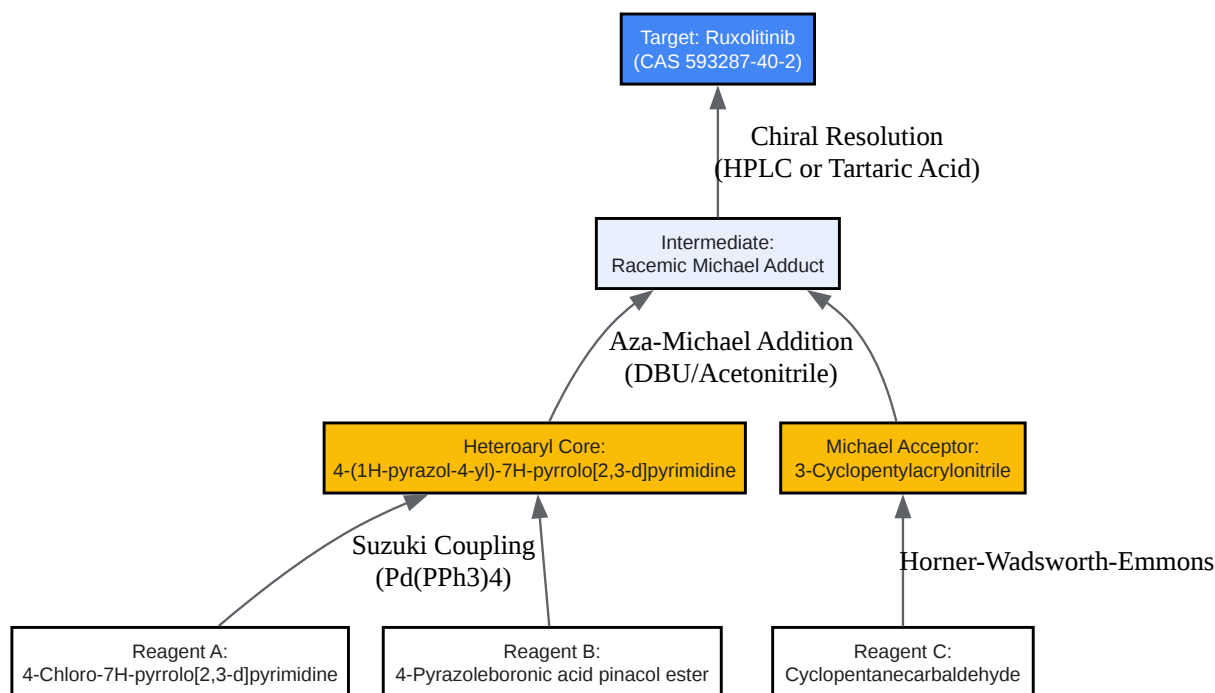 Target: Ruxolitinib
(CAS 593287-40-2)
Chiral Resolution
(HPLC or Tartaric Acid)
Intermediate:
Racemic Michael Adduct
Aza-Michael Addition
(DBU/Acetonitrile)
Heteroaryl Core:
4-(1H-pyrazol-4-yl)-7H-pyrrolo[2,3-d]pyrimidine
Michael Acceptor:
3-Cyclopentylacrylonitrile
Suzuki Coupling
(Pd(PPh3)4)
Horner-Wadsworth-Emmons
Reagent A:
4-Chloro-7H-pyrrolo[2,3-d]pyrimidine
Reagent B:
4-Pyrazoleboronic acid pinacol ester
Reagent C:
Cyclopentanecarbaldehyde